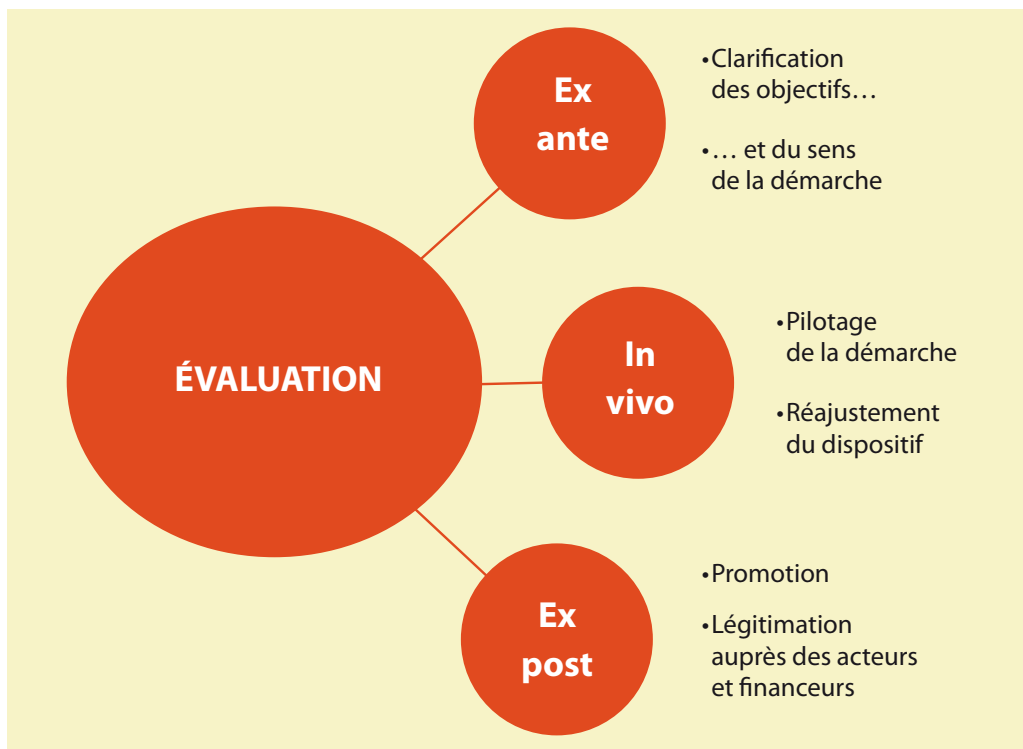 ÉVALUATION
Ex
ante
•Clarification
des objectifs…
•… et du sens
de la démarche
In
vivo
•Pilotage
de la démarche
•Réajustement
du dispositif
Ex
post
•Promotion
•Légitimation
auprès des acteurs
et financeurs